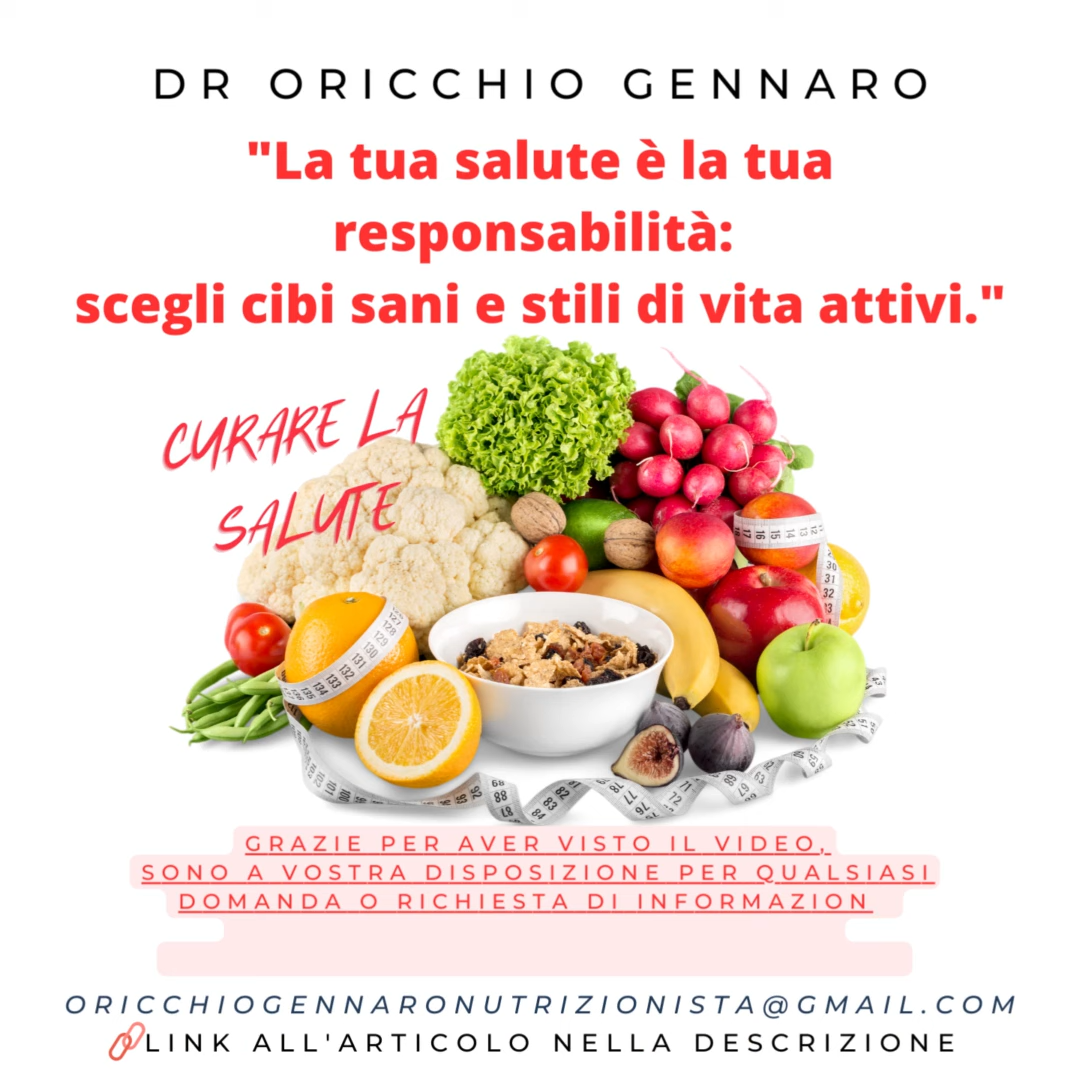 DR ORICCHIO GENNARO
"La tua salute è la tua
responsabilità:
scegli cibi sani e stili di vita attivi."
CURARE LA
SALUTE
GRAZIE PER AVER VISTO IL VIDEO,
SONO A VOSTRA DISPOSIZIONE PER QUALSIASI
DOMANDA O RICHIESTA DI INFORMAZION
ORICCHIOGENNARONUTRIZIONISTA@GMAIL.COM
LINK ALL'ARTICOLO NELLA DESCRIZIONE